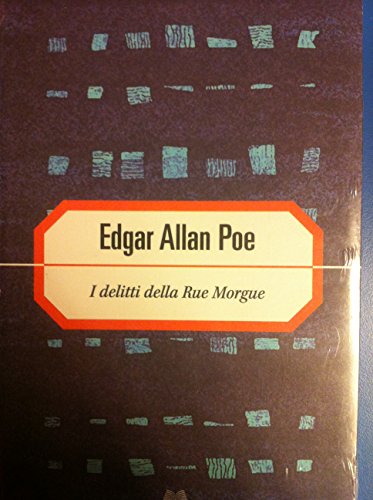 Edgar Allan Poe
I delitti della Rue Morgue